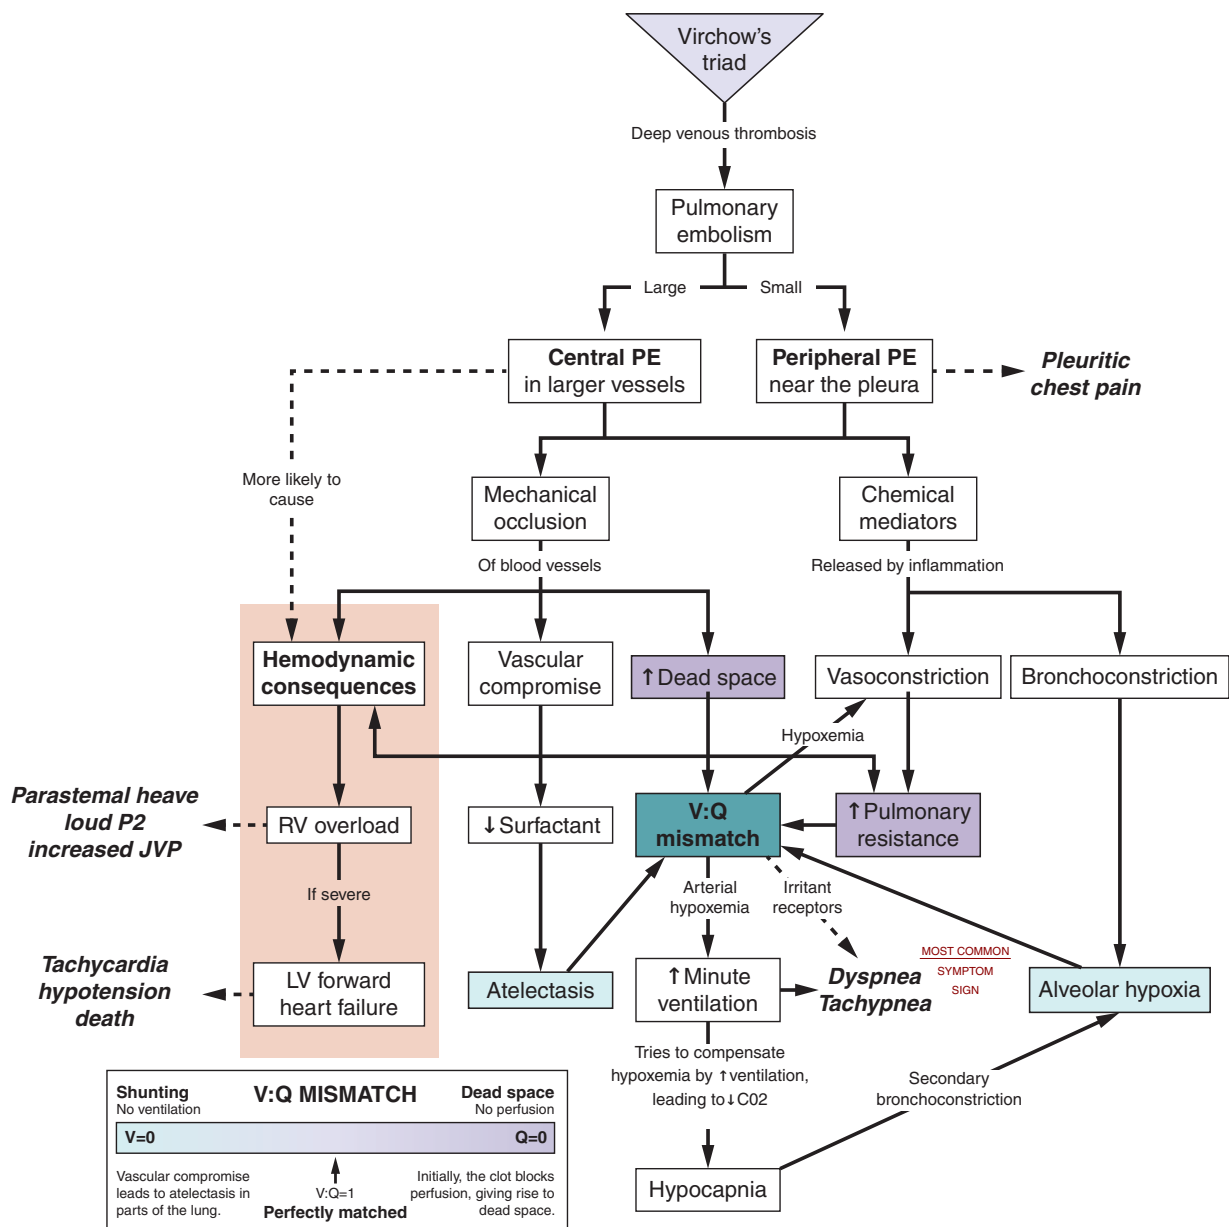 Virchow's
triad
Deep venous thrombosis
Pulmonary
embolism
Large
Small
Central PE
in larger vessels
Peripheral PE
near the pleura
Pleuritic
chest pain
More likely to
cause
Mechanical
occlusion
Chemical
mediators
Of blood vessels
Released by inflammation
Hemodynamic
consequences
Vascular
compromise
↑Dead space
Vasoconstriction
Bronchoconstriction
Hypoxemia
Parastemal heave
loud P2
increased JVP
RV overload
↓Surfactant
V:Q
mismatch
↑Pulmonary
resistance
If severe
Arterial
hypoxemia
Irritant
receptors
Tachycardia
hypotension
death
LV forward
heart failure
Atelectasis
↑Minute
ventilation
Dyspnea
Tachypnea
MOST COMMON
SYMPTOM
SIGN
Alveolar hypoxia
Tries to compensate
hypoxemia by ↑ventilation,
leading to↓C02
Secondary
bronchoconstriction
Hypocapnia
Shunting
No ventilation
V:Q MISMATCH
Dead space
No perfusion
V=0
Q=0
Vascular compromise
leads to atelectasis in
parts of the lung.
V:Q=1
Perfectly matched
Initially, the clot blocks
perfusion, giving rise to
dead space.